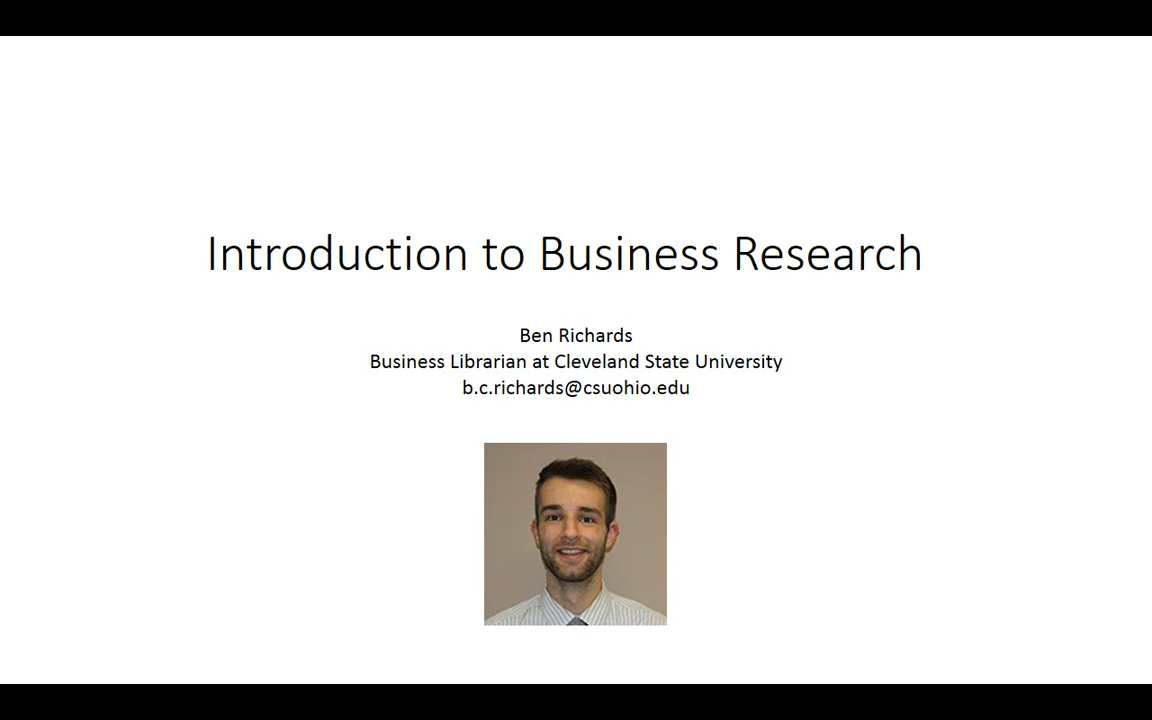 Introduction to Business Research
Ben Richards
Business Librarian at Cleveland State University
b.c.richards@csuohio.edu